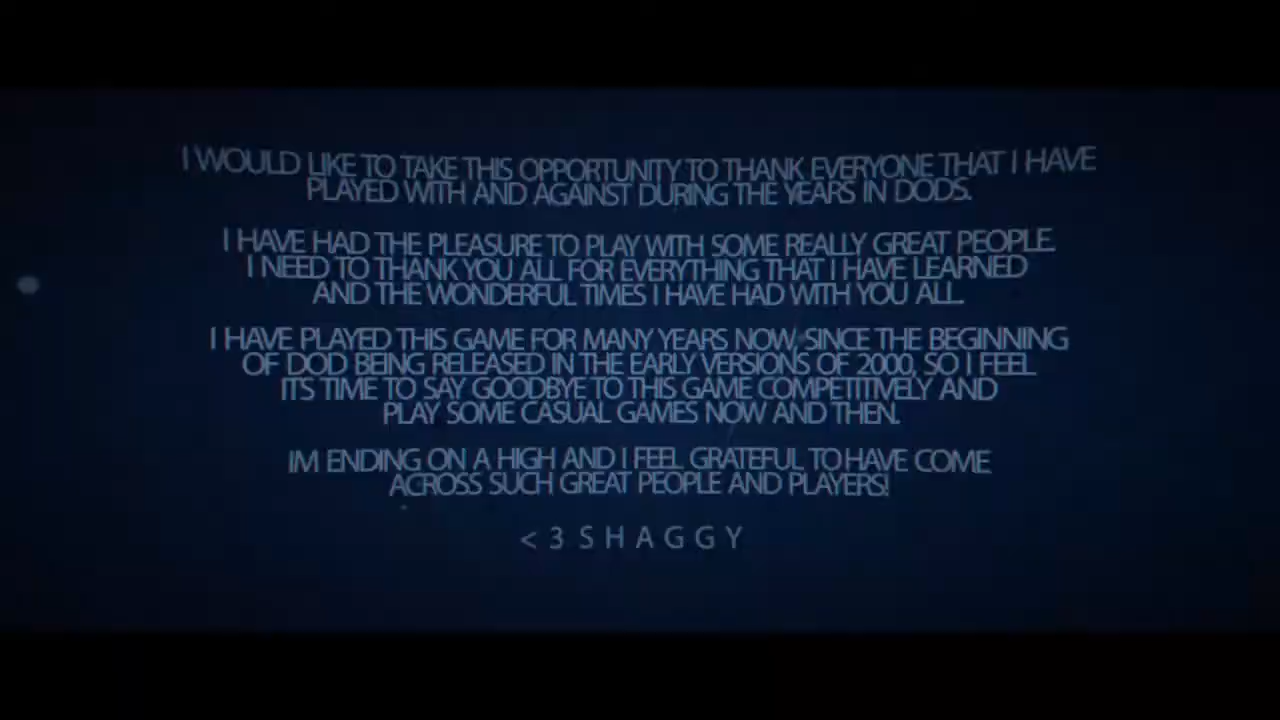 I WOULD LIKE TO TAKE THIS OPPORTUNITY TO THANK EVERYONE THAT I HAVE
PLAYED WITH AND AGAINST DURING THE YEARS IN DODS.
I HAVE HAD THE PLEASURE TO PLAY WITH SOME REALLY GREAT PEOPLE.
I NEED TO THANK YOU ALL FOR EVERYTHING THAT I HAVE LEARNED
AND THE WONDERFUL TIMES I HAVE HAD WITH YOU ALL.
I HAVE PLAYED THIS GAME FOR MANY YEARS NOW, SINCE THE BEGINNING
OF DOD BEING RELEASED IN THE EARLY VERSIONS OF 2000, SO I FEEL
ITS TIME TO SAY GOODBYE TO THIS GAME COMPETITIVELY AND
PLAY SOME CASUAL GAMES NOW AND THEN.
IM ENDING ON A HIGH AND I FEEL GRATEFUL TO HAVE COME
ACROSS SUCH GREAT PEOPLE AND PLAYERS!
<3 SHAGGY